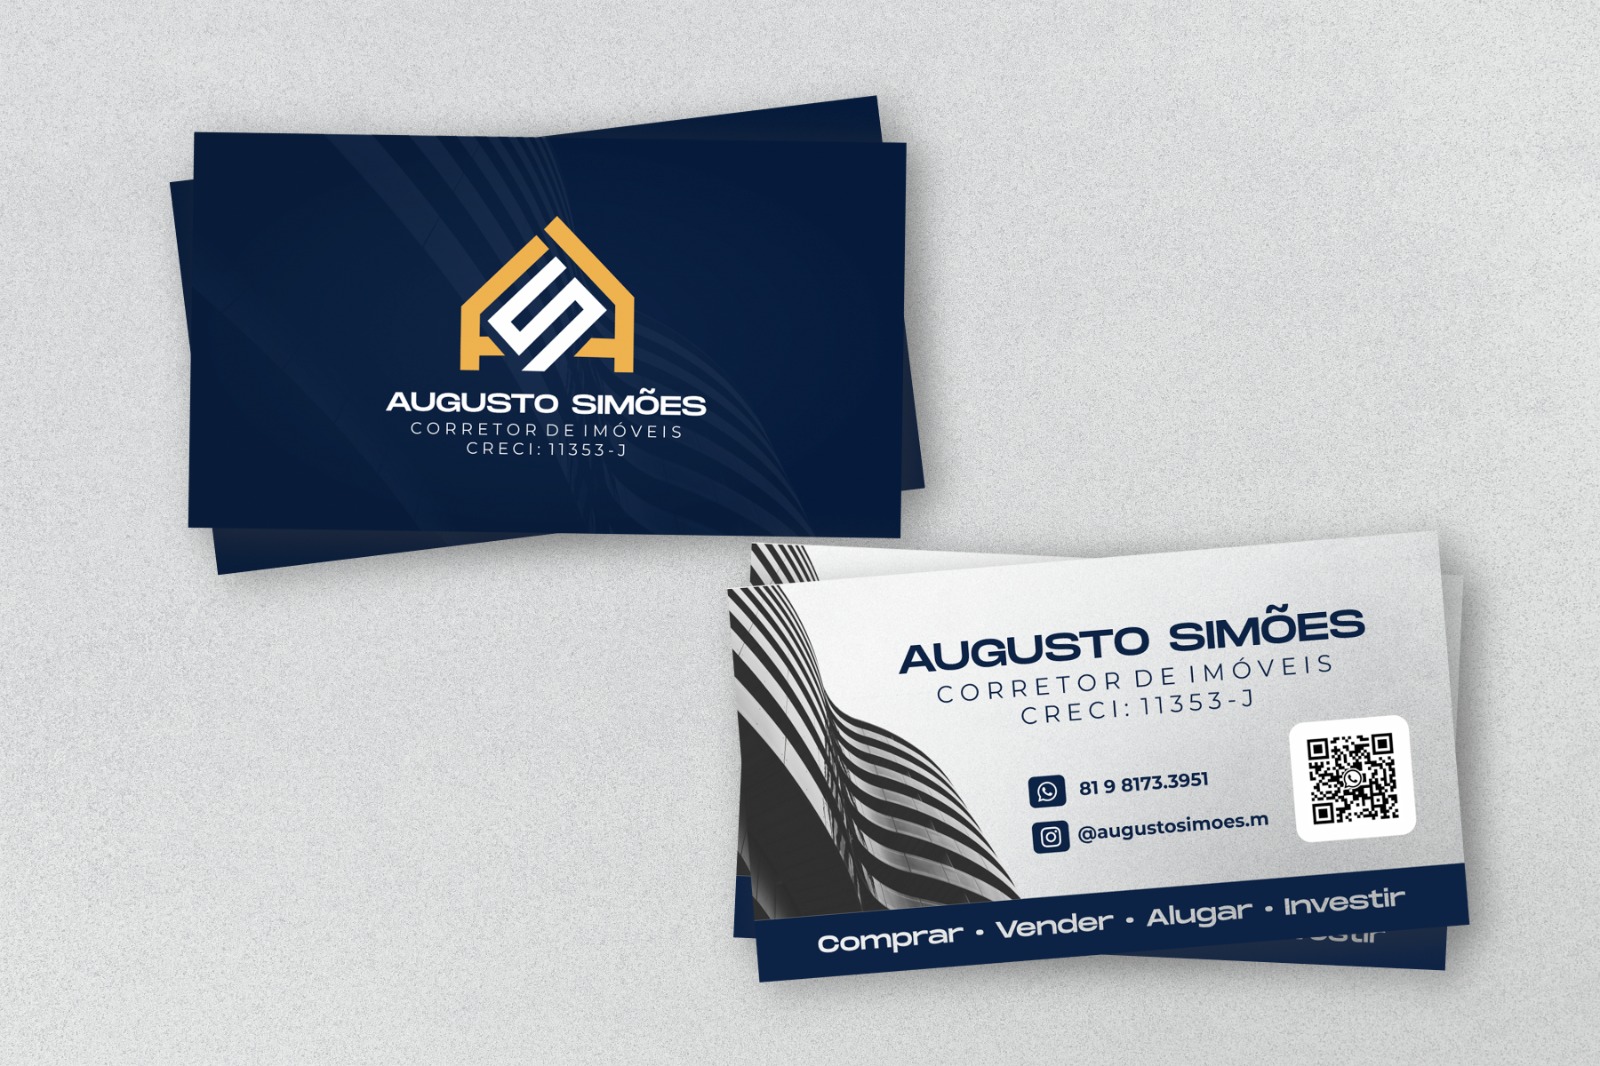 AUGUSTO SIMÕES
CORRETOR DE IMÓVEIS
CRECI: 11353-J
AUGUSTO SIMÕES
CORRETOR DE IMÓVEIS
CRECI: 11353-J
81 9 8173.3951
@augustosimoes.m
Comprar • Vender • Alugar • Investir